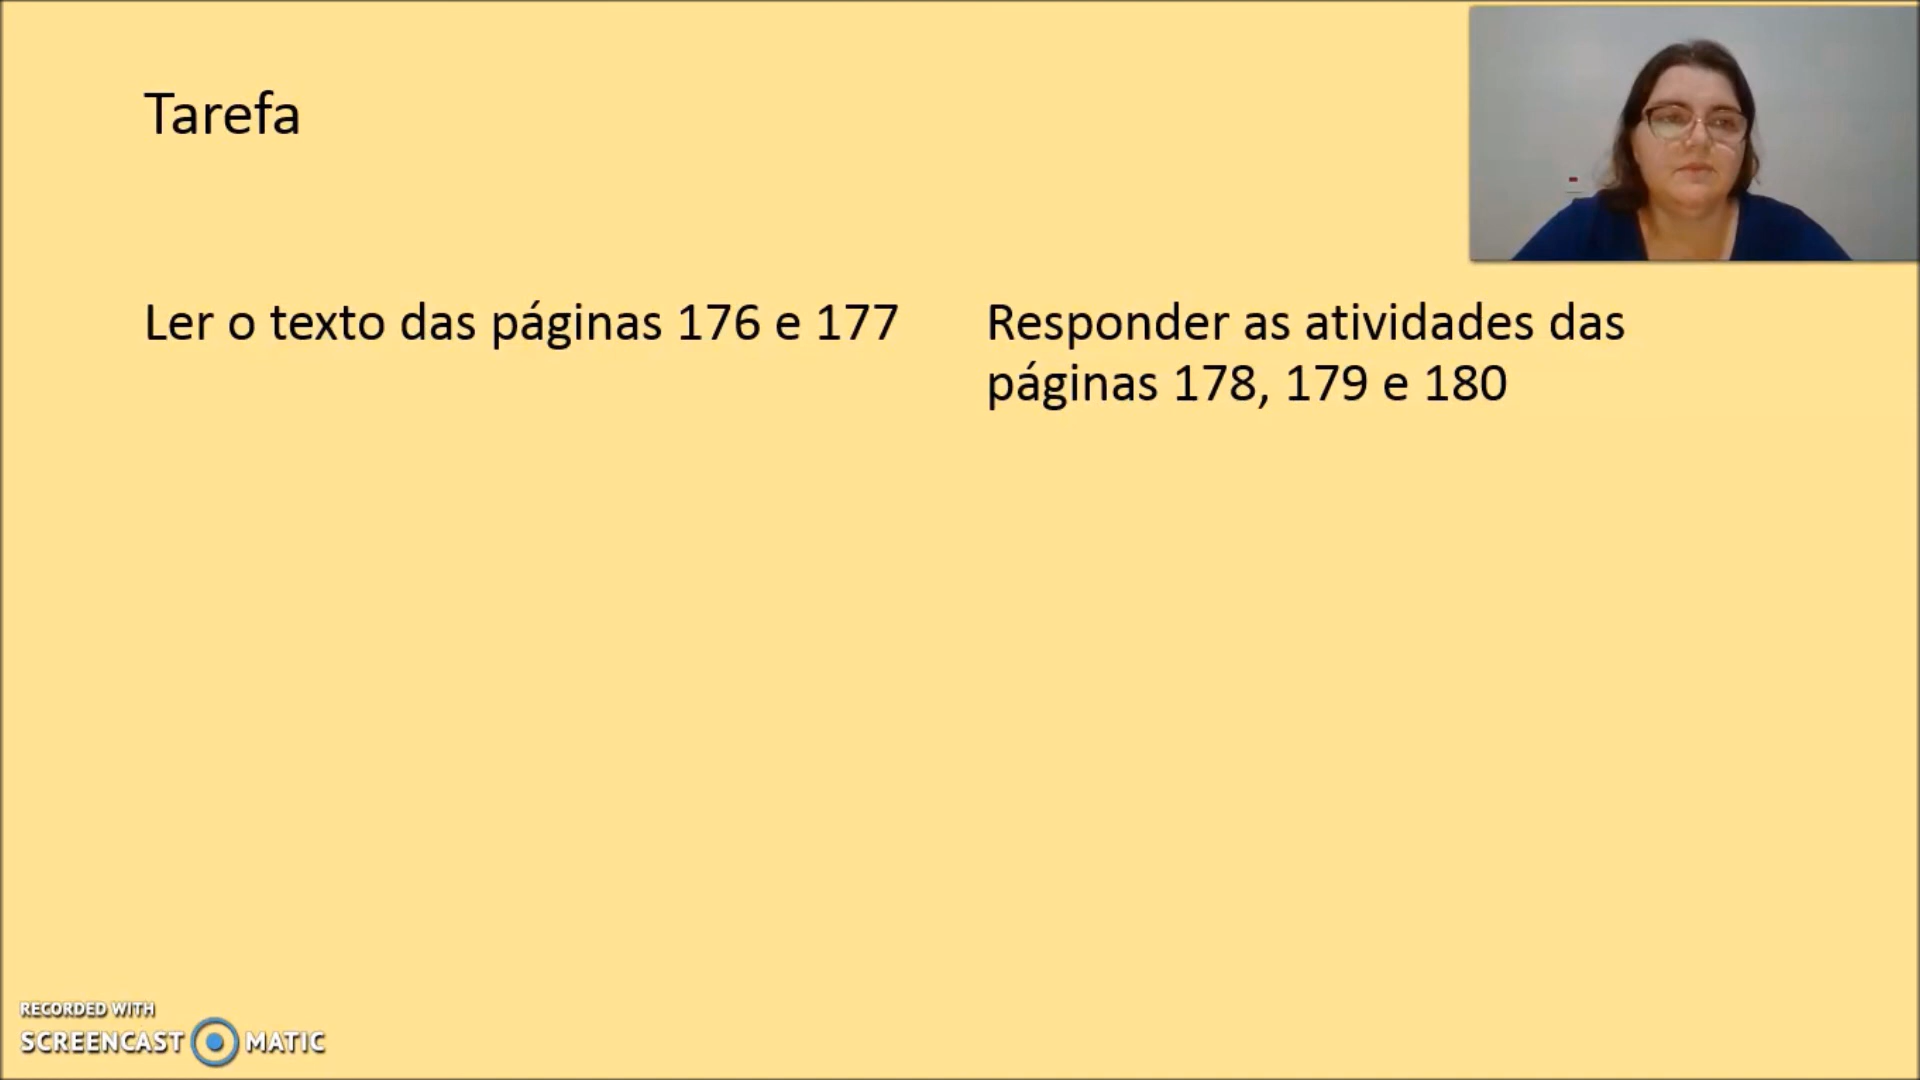 Tarefa
Ler o texto das páginas 176 e 177
Responder as atividades das
páginas 178, 179 e 180
RECORDED WITH
SCREENCAST MATIC